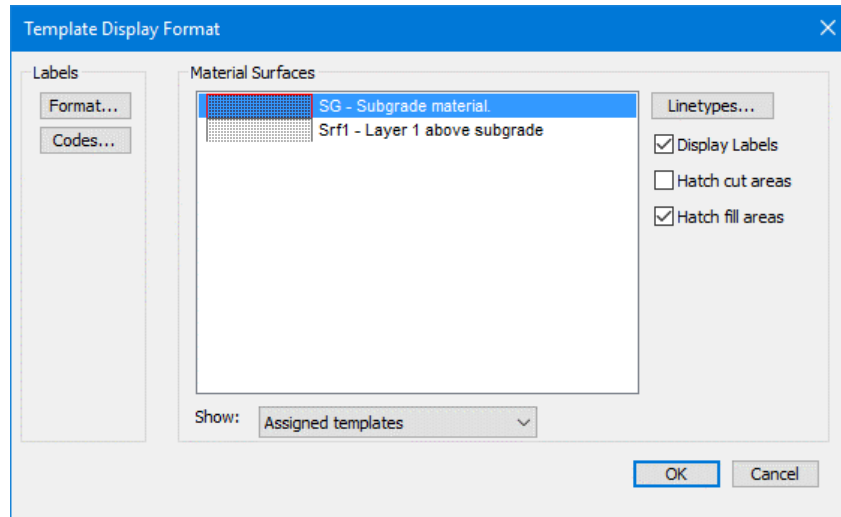 Template Display Format
Labels
Format...
Codes...
Material Surfaces
SG - Subgrade material.
Srf1 - Layer 1 above subgrade
Linetypes...
Display Labels
Hatch cut areas
Hatch fill areas
Show: Assigned templates
OK Cancel